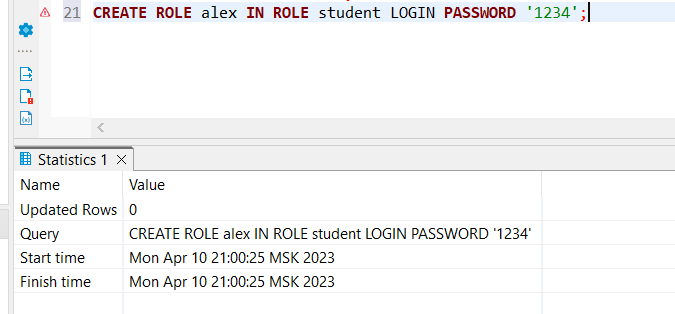 21 CREATE ROLE alex IN ROLE student LOGIN PASSWORD '1234';
Statistics 1
Name Value
Updated Rows 0
Query CREATE ROLE alex IN ROLE student LOGIN PASSWORD '1234'
Start time Mon Apr 10 21:00:25 MSK 2023
Finish time Mon Apr 10 21:00:25 MSK 2023